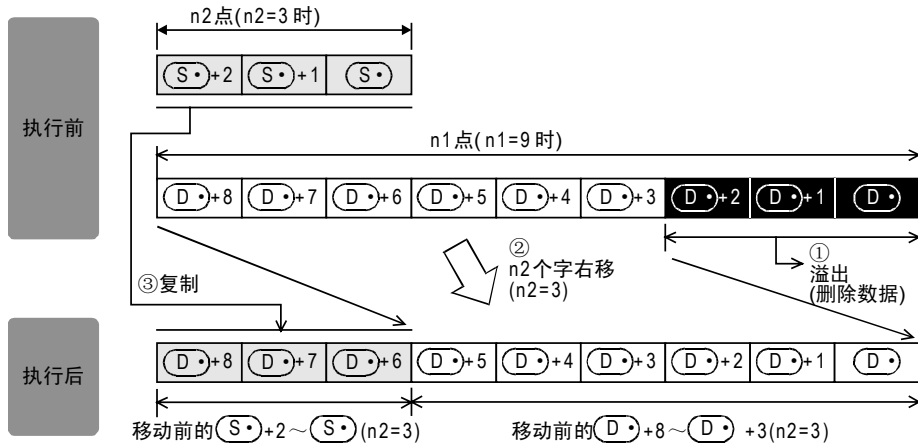 n2点(n2=3时)
S•+2 S•+1 S•
执行前
n1点(n1=9时)
D•+8 D•+7 D•+6 D•+5 D•+4 D•+3 D•+2 D•+1 D•
②
n2个字右移
(n2=3)
①
溢出
(删除数据)
③复制
执行后
D•+8 D•+7 D•+6 D•+5 D•+4 D•+3 D•+2 D•+1 D•
移动前的S•+2～S•(n2=3)
移动前的D•+8～D•+3(n2=3)